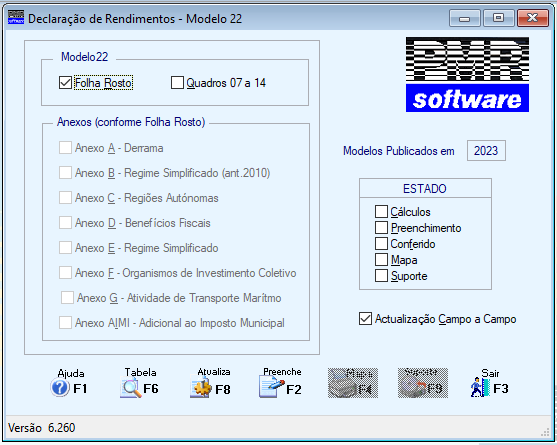 Declaração de Rendimentos - Modelo 22
Modelo22
Folha Rosto
Quadros 07 a 14
PMR
software
Anexos (conforme Folha Rosto)
Anexo A - Derrama
Anexo B - Regime Simplificado (ant.2010)
Anexo C - Regiões Autónomas
Anexo D - Benefícios Fiscais
Anexo E - Regime Simplificado
Anexo F - Organismos de Investimento Coletivo
Anexo G - Atividade de Transporte Marítmo
Anexo AIMI - Adicional ao Imposto Municipal
Modelos Publicados em 2023
ESTADO
Cálculos
Preenchimento
Conferido
Mapa
Suporte
Actualização Campo a Campo
Ajuda F1
Tabela F6
Atualiza F8
Preenche F2
Mapa F4
Suporte F9
Sair F3
Versão 6.260